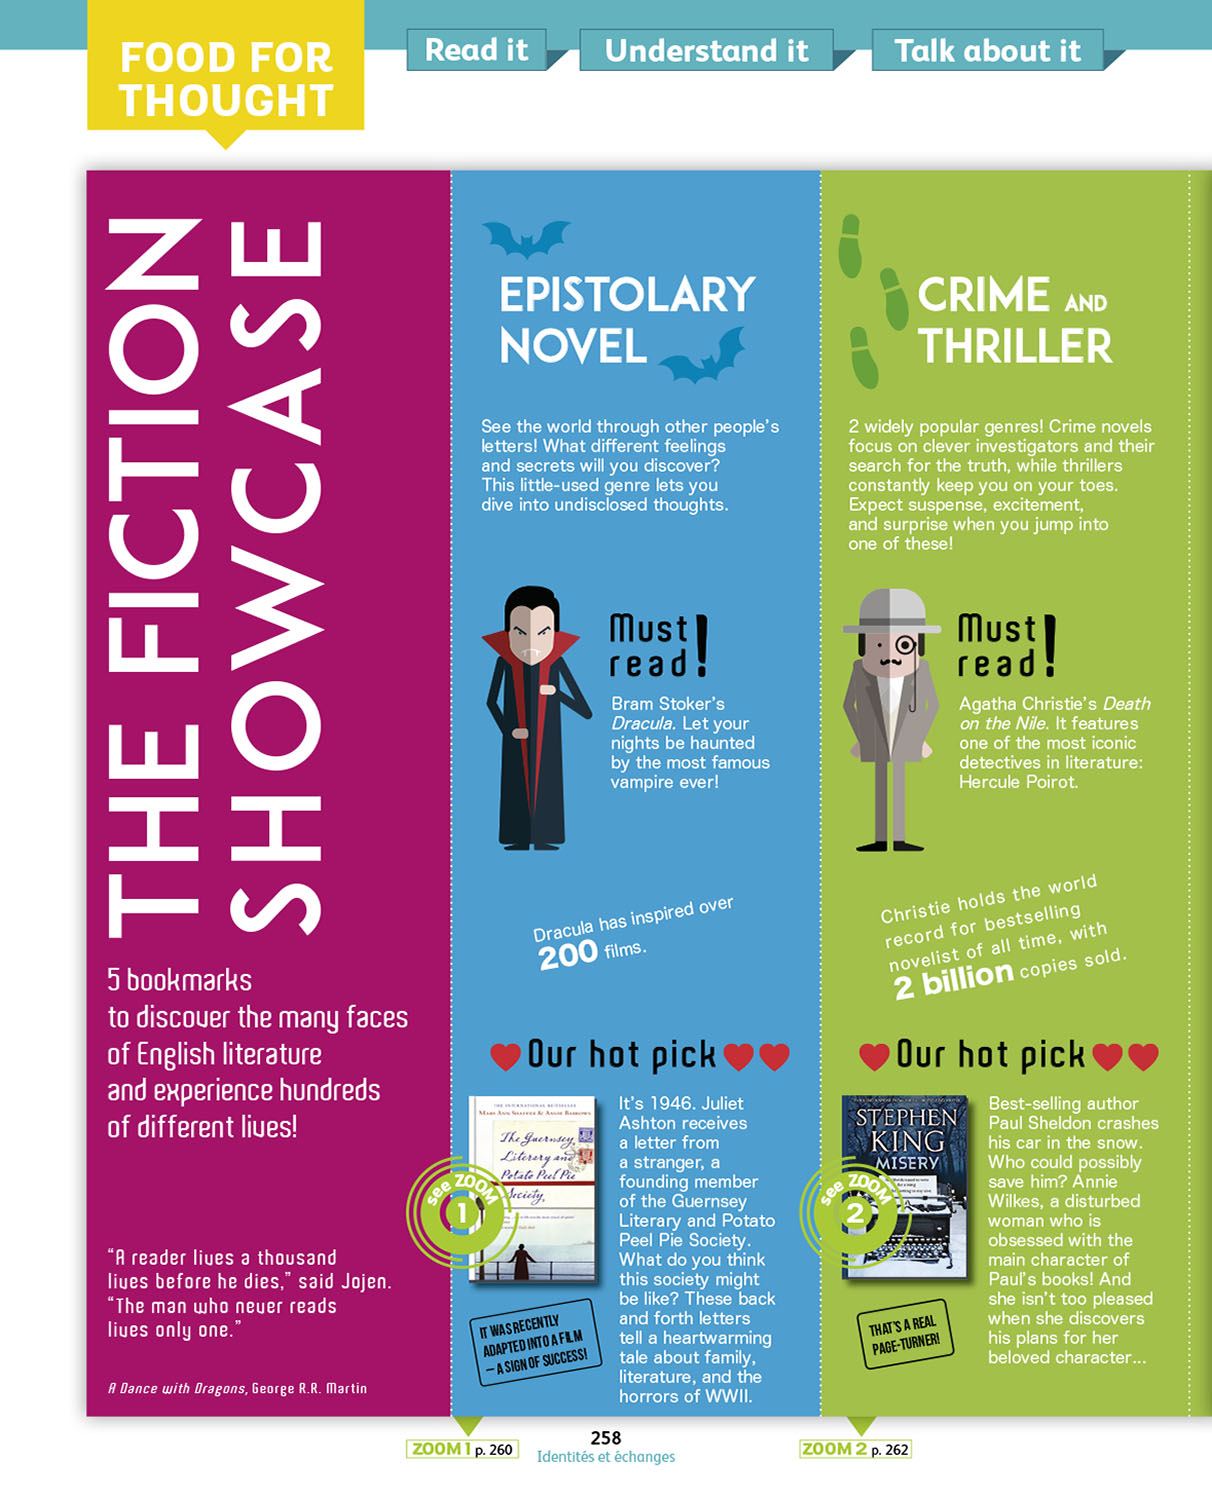 FOOD FOR
THOUGHT
Read it
Understand it
Talk about it
THE FICTION
SHOWCASE
5 bookmarks
to discover the many faces
of English literature
and experience hundreds
of different lives!
“A reader lives a thousand
lives before he dies,” said Jojen.
“The man who never reads
lives only one.”
A Dance with Dragons, George R.R. Martin
EPISTOLARY
NOVEL
See the world through other people’s
letters! What different feelings
and secrets will you discover?
This little-used genre lets you
dive into undisclosed thoughts.
Must
read!
Bram Stoker’s
Dracula. Let your
nights be haunted
by the most famous
vampire ever!
Dracula has inspired over
200 films.
Our hot pick
THE INTERNATIONAL BESTSELLER
MARY ANN SHAFFER & ANNIE BARROWS
The Guernsey
Literary and
Potato Peel Pie
Society
see ZOOM
1
IT WAS RECENTLY
ADAPTED INTO A FILM
– A SIGN OF SUCCESS!
It’s 1946. Juliet
Ashton receives
a letter from
a stranger, a
founding member
of the Guernsey
Literary and Potato
Peel Pie Society.
What do you think
this society might
be like? These back
and forth letters
tell a heartwarming
tale about family,
literature, and the
horrors of WWII.
CRIME AND
THRILLER
2 widely popular genres! Crime novels
focus on clever investigators and their
search for the truth, while thrillers
constantly keep you on your toes.
Expect suspense, excitement,
and surprise when you jump into
one of these!
Must
read!
Agatha Christie’s Death
on the Nile. It features
one of the most iconic
detectives in literature:
Hercule Poirot.
Christie holds the world
record for bestselling
novelist of all time, with
2 billion copies sold.
Our hot pick
STEPHEN
KING
MISERY
see ZOOM
2
THAT’S A REAL
PAGE-TURNER!
Best-selling author
Paul Sheldon crashes
his car in the snow.
Who could possibly
save him? Annie
Wilkes, a disturbed
woman who is
obsessed with the
main character of
Paul’s books! And
she isn’t too pleased
when she discovers
his plans for her
beloved character...
ZOOM 1 p. 260
258
Identités et échanges
ZOOM 2 p. 262